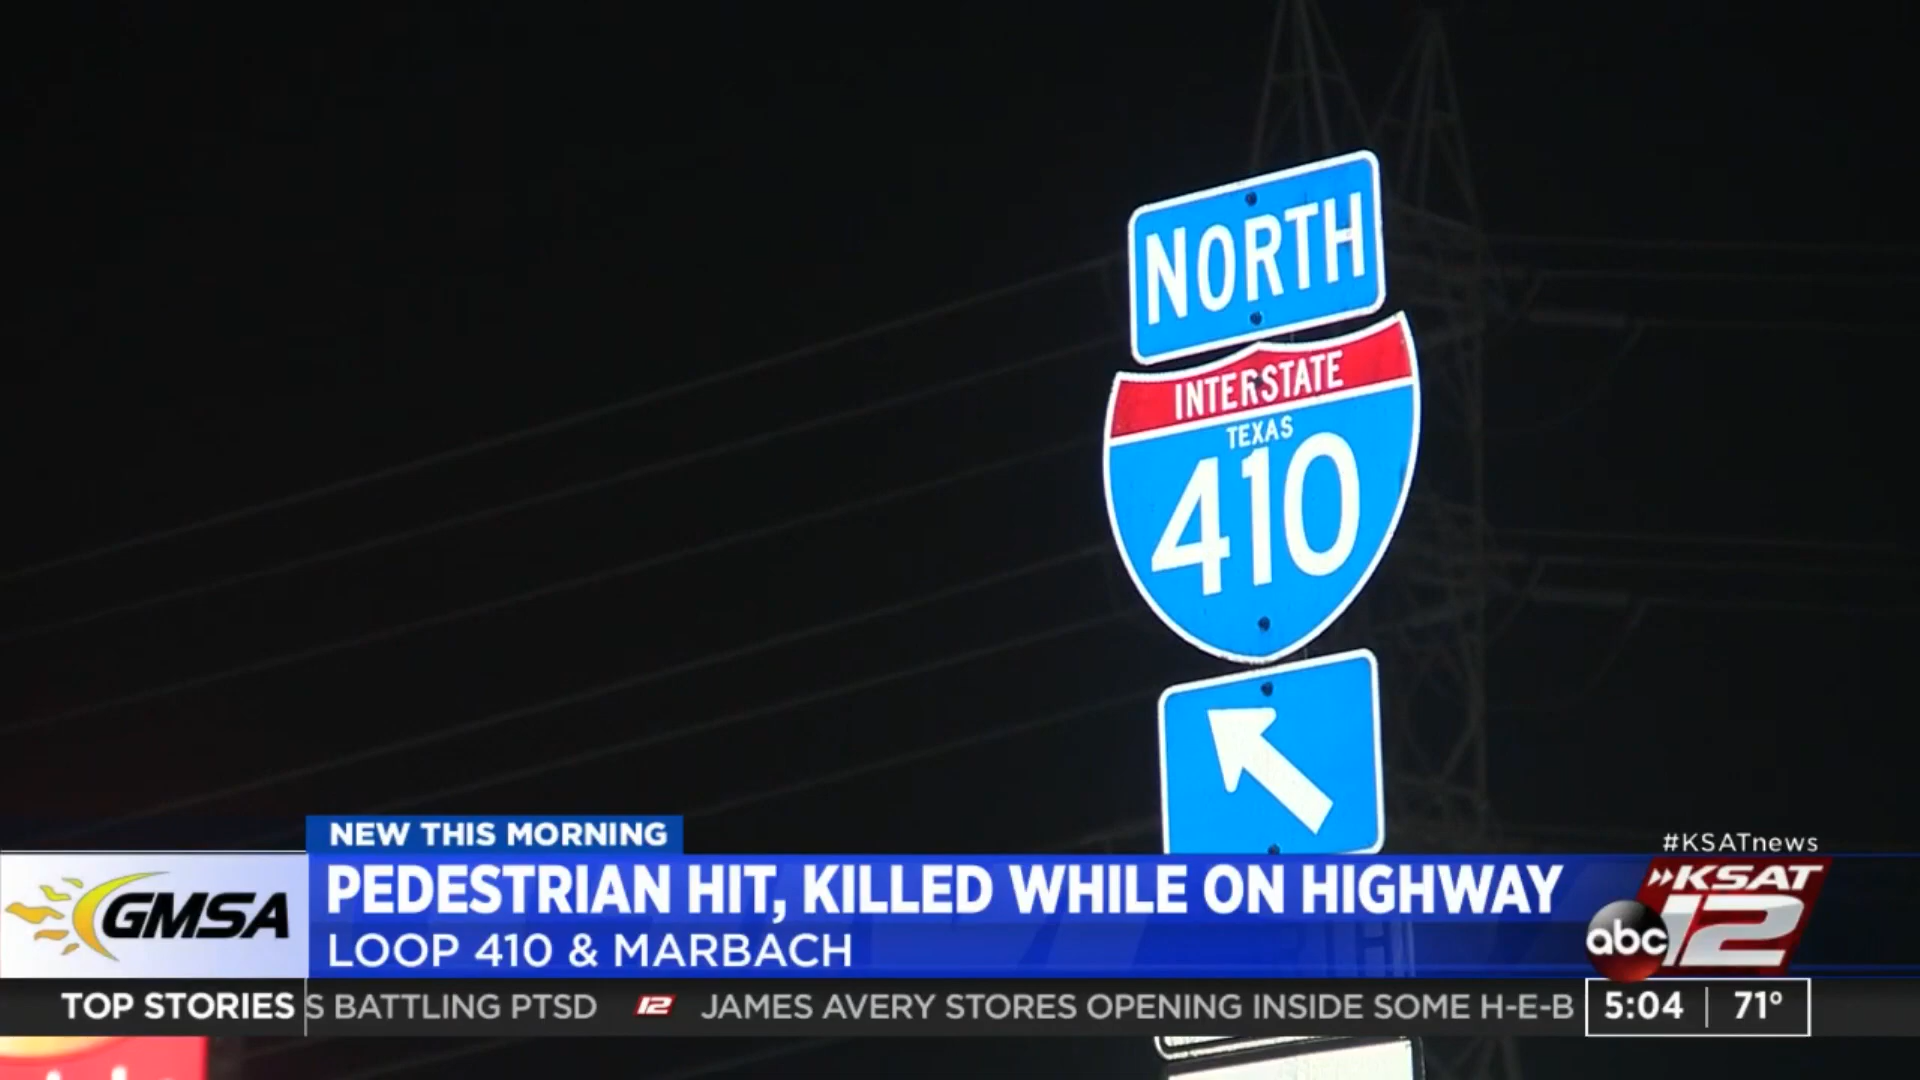 NORTH
INTERSTATE
TEXAS
410
NEW THIS MORNING
#KSATnews
GMSA
PEDESTRIAN HIT, KILLED WHILE ON HIGHWAY
LOOP 410 & MARBACH
KSAT
abc 12
TOP STORIES
S BATTLING PTSD 12 JAMES AVERY STORES OPENING INSIDE SOME H-E-B
5:04 71°